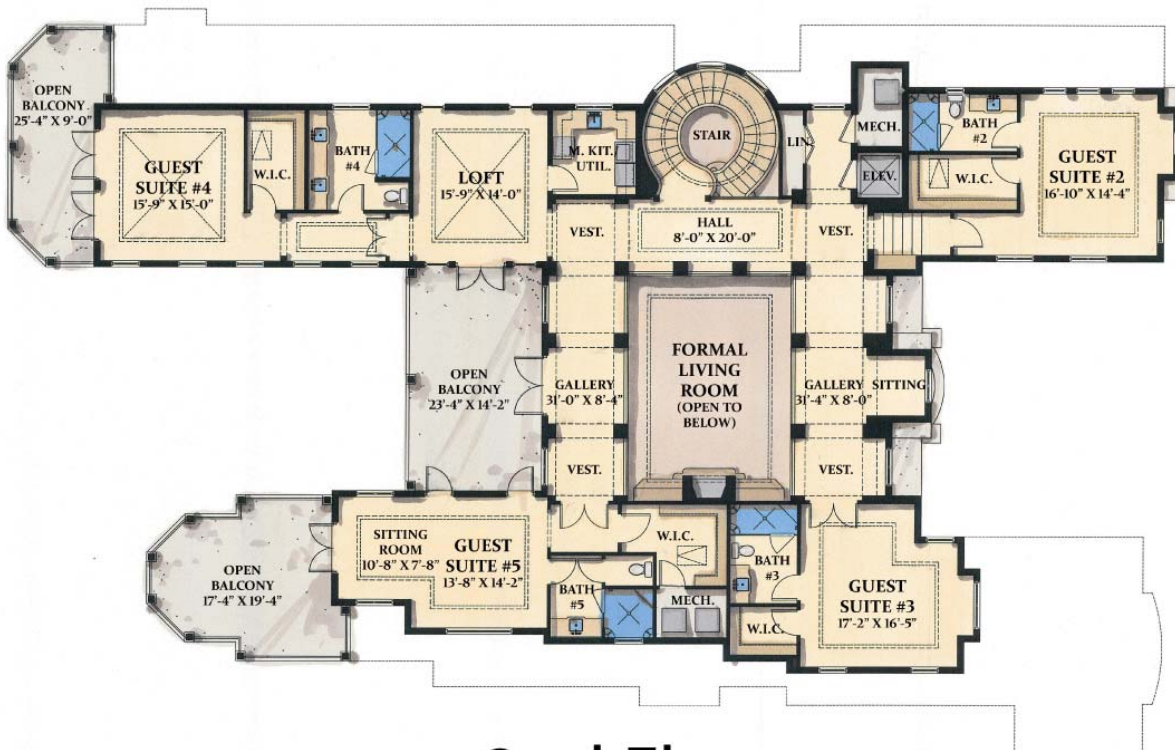 OPEN
BALCONY
25'-4" X 9'-0"
GUEST
SUITE #4
15'-9" X 15'-0"
W.I.C.
BATH
#4
LOFT
15'-9" X 14'-0"
M. KIT.
UTIL.
STAIR
LIN.
MECH.
ELEV.
BATH
#2
W.I.C.
GUEST
SUITE #2
16'-10" X 14'-4"
VEST.
HALL
8'-0" X 20'-0"
VEST.
OPEN
BALCONY
23'-4" X 14'-2"
GALLERY
31'-0" X 8'-4"
FORMAL
LIVING
ROOM
(OPEN TO
BELOW)
GALLERY
31'-4" X 8'-0"
SITTING
VEST.
VEST.
OPEN
BALCONY
17'-4" X 19'-4"
SITTING
ROOM
10'-8" X 7'-8"
GUEST
SUITE #5
13'-8" X 14'-2"
W.I.C.
BATH
#5
MECH.
BATH
#3
W.I.C.
GUEST
SUITE #3
17'-2" X 16'-5"